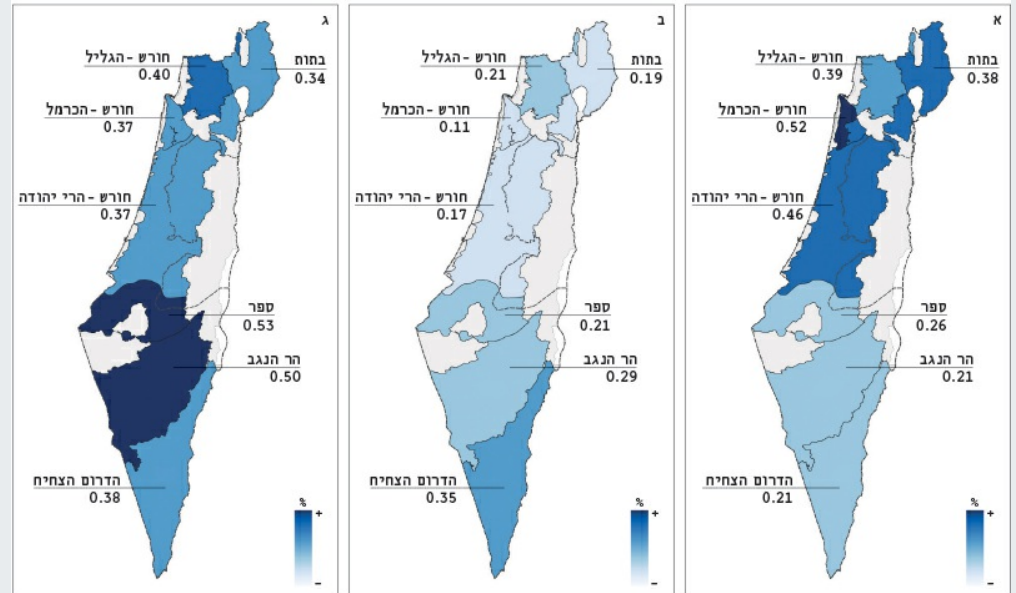 א
חורש -הגליל
0.39
בתות
0.38
חורש -הכרמל
0.52
חורש -הרי יהודה
0.46
ספר
0.26
הר הנגב
0.21
הדרום הצחיח
0.21
%
+
-
ב
חורש -הגליל
0.21
בתות
0.19
חורש -הכרמל
0.11
חורש -הרי יהודה
0.17
ספר
0.21
הר הנגב
0.29
הדרום הצחיח
0.35
%
+
-
ג
חורש -הגליל
0.40
בתות
0.34
חורש -הכרמל
0.37
חורש -הרי יהודה
0.37
ספר
0.53
הר הנגב
0.50
הדרום הצחיח
0.38
%
+
-